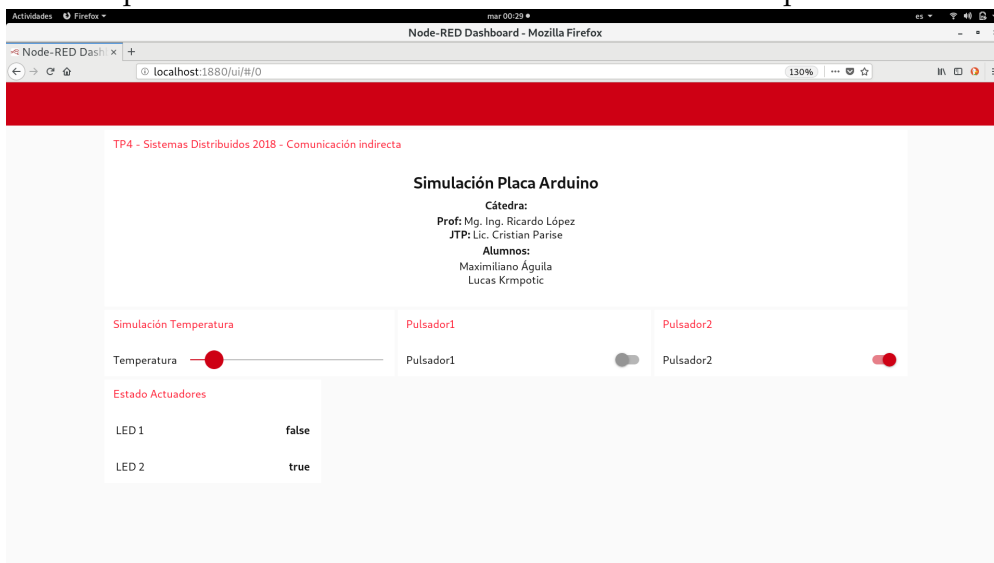 Actividades Firefox mar 00:29 es
Node-RED Dashboard - Mozilla Firefox
Node-RED Dash
localhost:1880/ui/#/0 130%
TP4 - Sistemas Distribuidos 2018 - Comunicación indirecta
Simulación Placa Arduino
Cátedra:
Prof: Mg. Ing. Ricardo López
JTP: Lic. Cristian Parise
Alumnos:
Maximiliano Águila
Lucas Krmpotic
Simulación Temperatura
Temperatura
Pulsador1
Pulsador1
Pulsador2
Pulsador2
Estado Actuadores
LED 1 false
LED 2 true